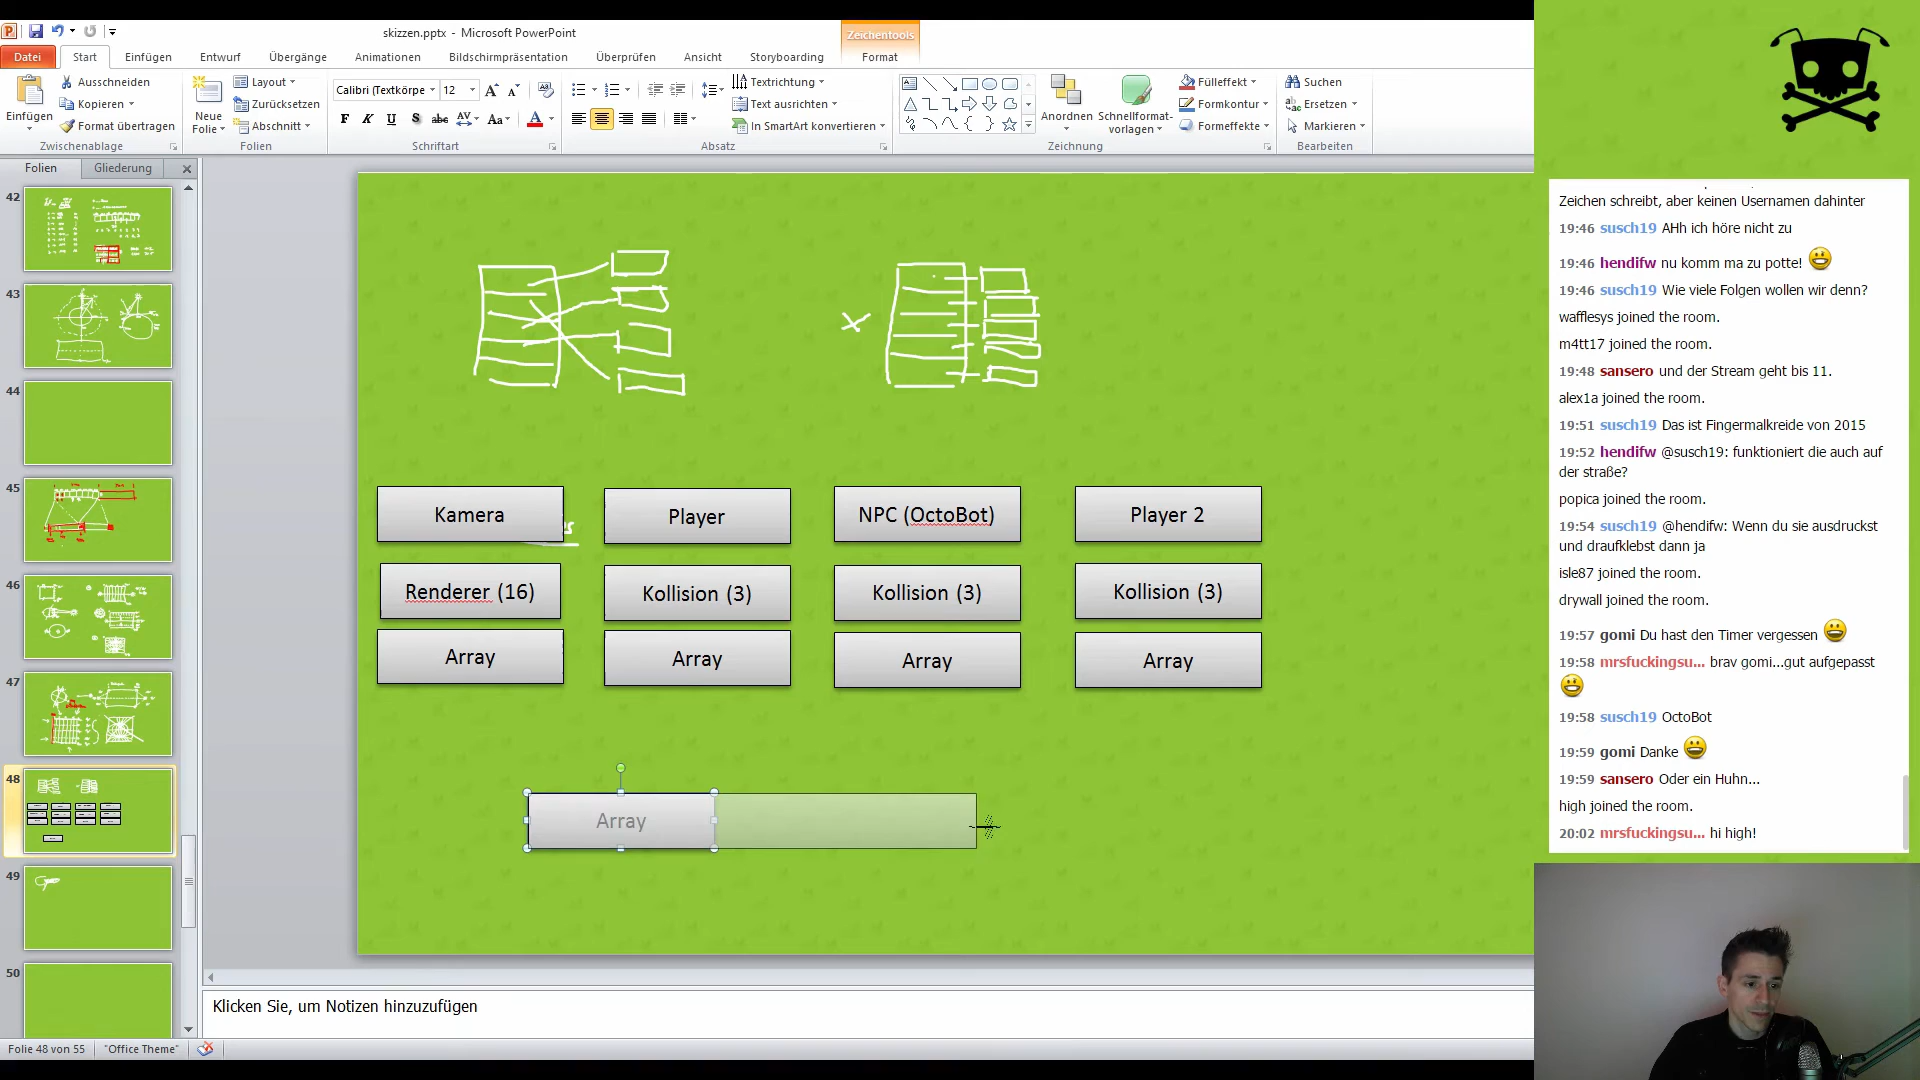 skizzen.pptx - Microsoft PowerPoint
Zeichentools
Datei
Start
Einfügen
Entwurf
Übergänge
Animationen
Bildschirmpräsentation
Überprüfen
Ansicht
Storyboarding
Format
Einfügen
Ausschneiden
Kopieren
Format übertragen
Zwischenablage
Neue
Folie
Layout
Zurücksetzen
Abschnitt
Folien
Calibri (Textkörpe
12
F K U S abc AV Aa A
Schriftart
Textrichtung
Text ausrichten
In SmartArt konvertieren
Absatz
Anordnen
Schnellformat-
vorlagen
Fülleffekt
Formkontur
Formeffekte
Zeichnung
Suchen
Ersetzen
Markieren
Bearbeiten
Folien
Gliederung
42
43
44
45
46
47
48
49
50
x
Kamera
Player
NPC (OctoBot)
Player 2
Renderer (16)
Kollision (3)
Kollision (3)
Kollision (3)
Array
Array
Array
Array
Array
Klicken Sie, um Notizen hinzuzufügen
Folie 48 von 55
"Office Theme"
Zeichen schreibt, aber keinen Usernamen dahinter
19:46 susch19 AHh ich höre nicht zu
19:46 hendifw nu komm ma zu potte!
19:46 susch19 Wie viele Folgen wollen wir denn?
wafflesys joined the room.
m4tt17 joined the room.
19:48 sansero und der Stream geht bis 11.
alex1a joined the room.
19:51 susch19 Das ist Fingermalkreide von 2015
19:52 hendifw @susch19: funktioniert die auch auf
der straße?
popica joined the room.
19:54 susch19 @hendifw: Wenn du sie ausdruckst
und draufklebst dann ja
isle87 joined the room.
drywall joined the room.
19:57 gomi Du hast den Timer vergessen
19:58 mrsfuckingsu... brav gomi...gut aufgepasst
19:58 susch19 OctoBot
19:59 gomi Danke
19:59 sansero Oder ein Huhn...
high joined the room.
20:02 mrsfuckingsu... hi high!